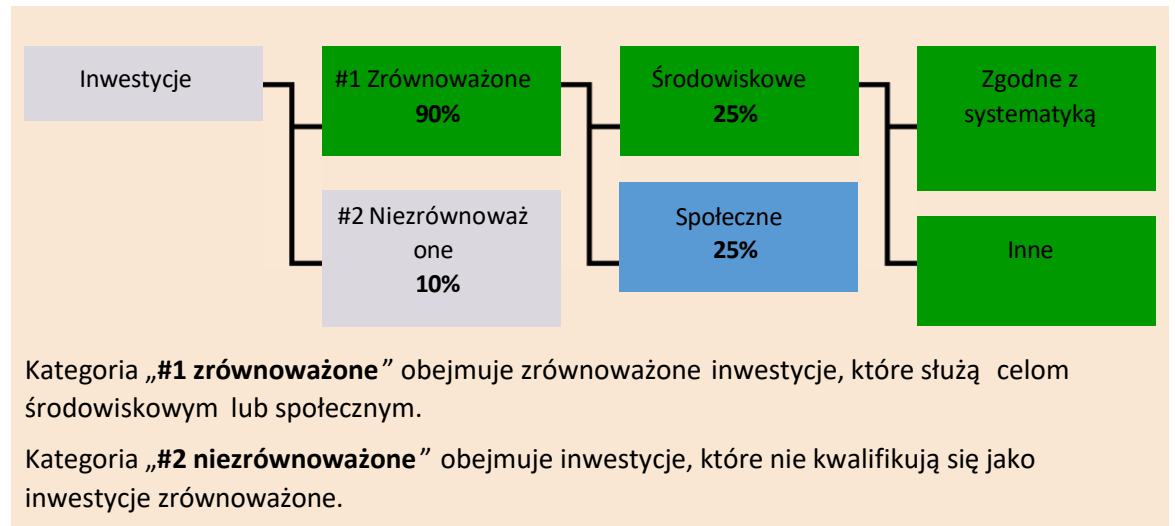 Inwestycje
#1 Zrównoważone
90%
Środowiskowe
25%
Zgodne z
systematyką
#2 Niezrównoważ
one
10%
Społeczne
25%
Inne
Kategoria „#1 zrównoważone” obejmuje zrównoważone inwestycje, które służą celom
środowiskowym lub społecznym.
Kategoria „#2 niezrównoważone” obejmuje inwestycje, które nie kwalifikują się jako
inwestycje zrównoważone.